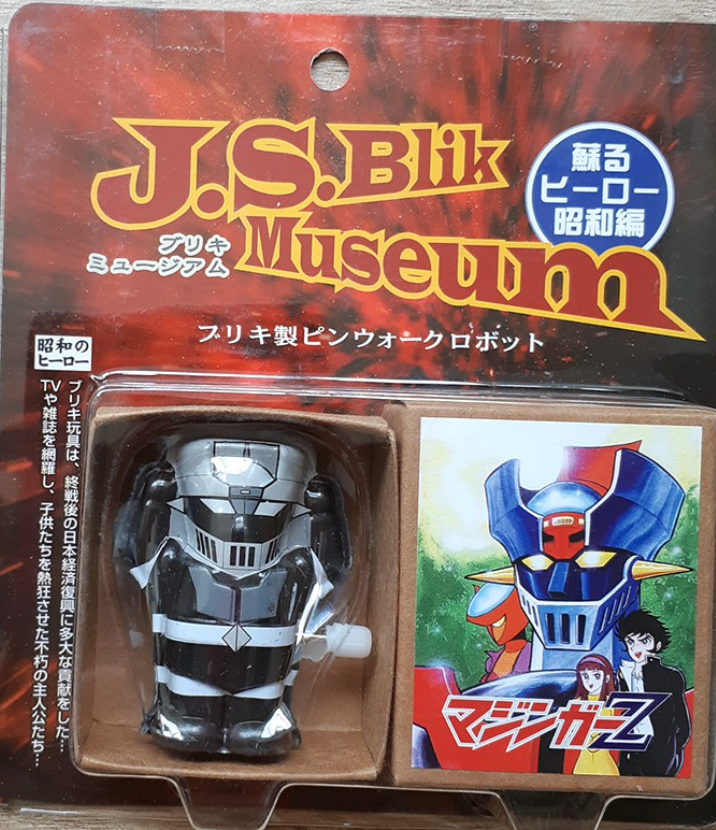 J.S.Blik
Museum
ブリキ
ミュージアム
蘇る
ヒーロー
昭和編
ブリキ製ピンウォークロボット
昭和の
ヒーロー
ブリキ玩具は、終戦後の日本経済復興に多大な貢献をした…
TVや雑誌を網羅し、子供たちを熱狂させた不朽の主人公たち…
マジンガーZ